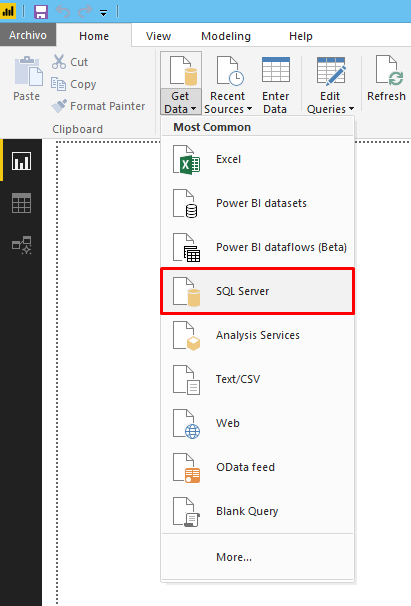 Archivo Home View Modeling Help
Cut
Copy
Format Painter
Paste
Clipboard
Get Data
Recent Sources
Enter Data
Edit Queries
Refresh
Most Common
Excel
Power BI datasets
Power BI dataflows (Beta)
SQL Server
Analysis Services
Text/CSV
Web
OData feed
Blank Query
More...